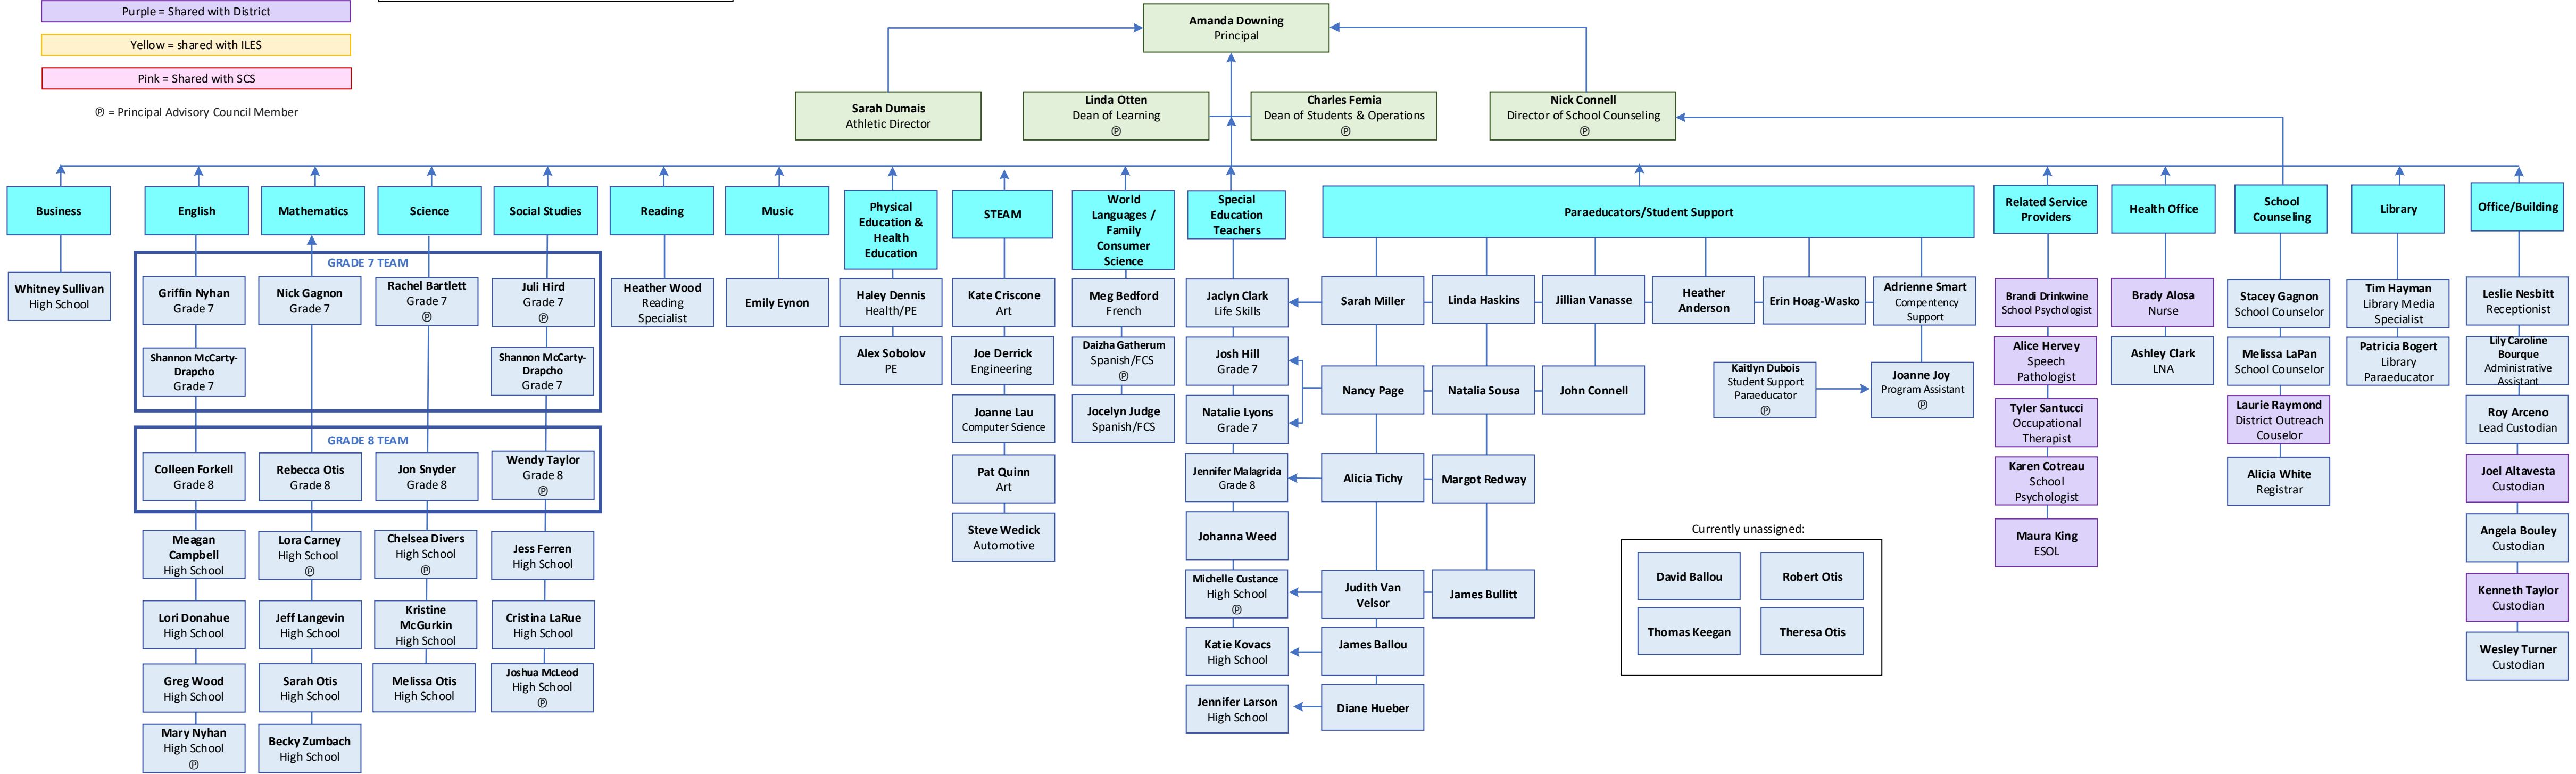 Purple = Shared with District
Yellow = shared with ILES
Pink = Shared with SCS
℗ = Principal Advisory Council Member
Amanda Downing
Principal
Sarah Dumais
Athletic Director
Linda Otten
Dean of Learning
℗
Charles Femia
Dean of Students & Operations
℗
Nick Connell
Director of School Counseling
℗
Business
English
Mathematics
Science
Social Studies
Reading
Music
Physical
Education &
Health
Education
STEAM
World
Languages /
Family
Consumer
Science
Special
Education
Teachers
Paraeducators/Student Support
Related Service
Providers
Health Office
School
Counseling
Library
Office/Building
Whitney Sullivan
High School
GRADE 7 TEAM
Griffin Nyhan
Grade 7
Shannon McCarty-
Drapcho
Grade 7
Nick Gagnon
Grade 7
Rachel Bartlett
Grade 7
℗
Juli Hird
Grade 7
℗
Shannon McCarty-
Drapcho
Grade 7
GRADE 8 TEAM
Colleen Forkell
Grade 8
Rebecca Otis
Grade 8
Jon Snyder
Grade 8
Wendy Taylor
Grade 8
℗
Meagan
Campbell
High School
Lori Donahue
High School
Greg Wood
High School
Mary Nyhan
High School
℗
Lora Carney
High School
℗
Jeff Langevin
High School
Sarah Otis
High School
Becky Zumbach
High School
Chelsea Divers
High School
℗
Kristine
McGurkin
High School
Melissa Otis
High School
Jess Ferren
High School
Cristina LaRue
High School
Joshua McLeod
High School
℗
Heather Wood
Reading
Specialist
Emily Eynon
Haley Dennis
Health/PE
Alex Sobolov
PE
Kate Criscone
Art
Joe Derrick
Engineering
Joanne Lau
Computer Science
Pat Quinn
Art
Steve Wedick
Automotive
Meg Bedford
French
Daizha Gatherum
Spanish/FCS
℗
Jocelyn Judge
Spanish/FCS
Jaclyn Clark
Life Skills
Josh Hill
Grade 7
Natalie Lyons
Grade 7
Jennifer Malagrida
Grade 8
Johanna Weed
Michelle Custance
High School
℗
Katie Kovacs
High School
Jennifer Larson
High School
Sarah Miller
Linda Haskins
Jillian Vanasse
Heather
Anderson
Erin Hoag-Wasko
Adrienne Smart
Compentency
Support
Nancy Page
Natalia Sousa
John Connell
Kaitlyn Dubois
Student Support
Paraeducator
℗
Joanne Joy
Program Assistant
℗
Alicia Tichy
Margot Redway
Judith Van
Velsor
James Bullitt
James Ballou
Diane Hueber
Currently unassigned:
David Ballou
Robert Otis
Thomas Keegan
Theresa Otis
Brandi Drinkwine
School Psychologist
Alice Hervey
Speech
Pathologist
Tyler Santucci
Occupational
Therapist
Karen Cotreau
School
Psychologist
Maura King
ESOL
Brady Alosa
Nurse
Ashley Clark
LNA
Stacey Gagnon
School Counselor
Melissa LaPan
School Counselor
Laurie Raymond
District Outreach
Couselor
Alicia White
Registrar
Tim Hayman
Library Media
Specialist
Patricia Bogert
Library
Paraeducator
Leslie Nesbitt
Receptionist
Lily Caroline
Bourque
Administrative
Assistant
Roy Arceno
Lead Custodian
Joel Altavesta
Custodian
Angela Bouley
Custodian
Kenneth Taylor
Custodian
Wesley Turner
Custodian